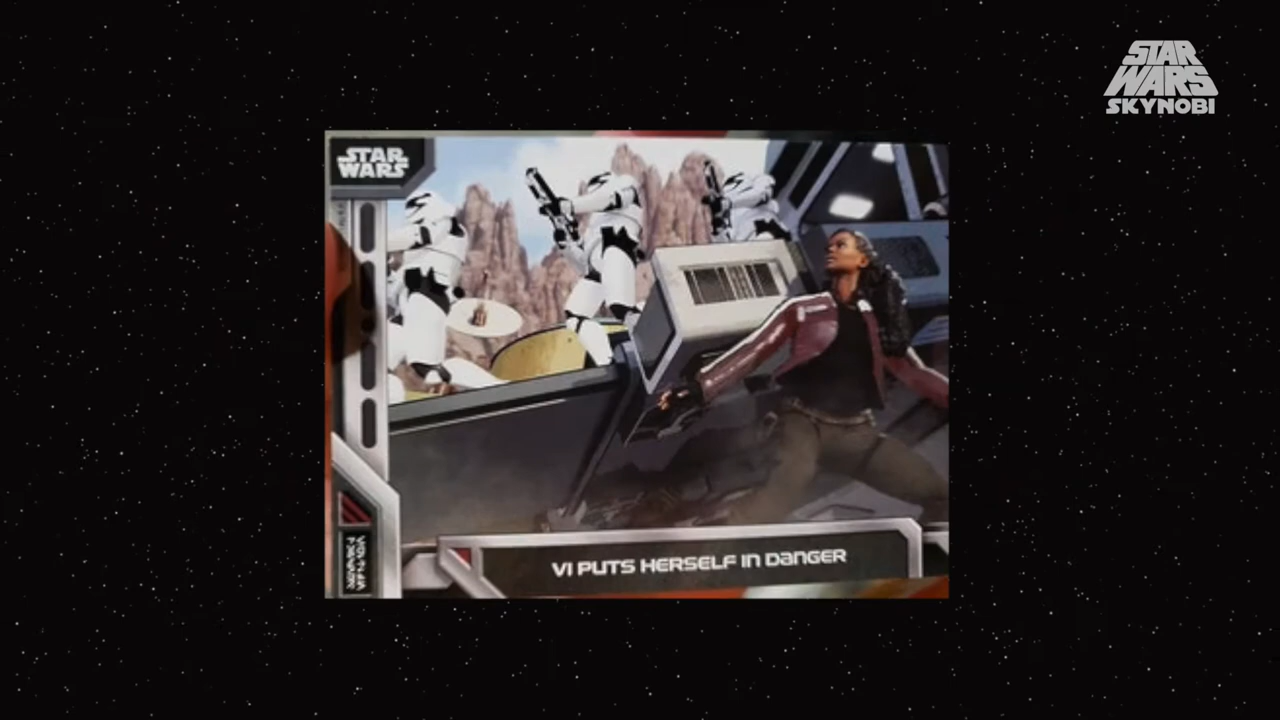 STAR
WARS
SKYNOBI
STAR
WARS
VI PUTS HERSELF IN DANGER